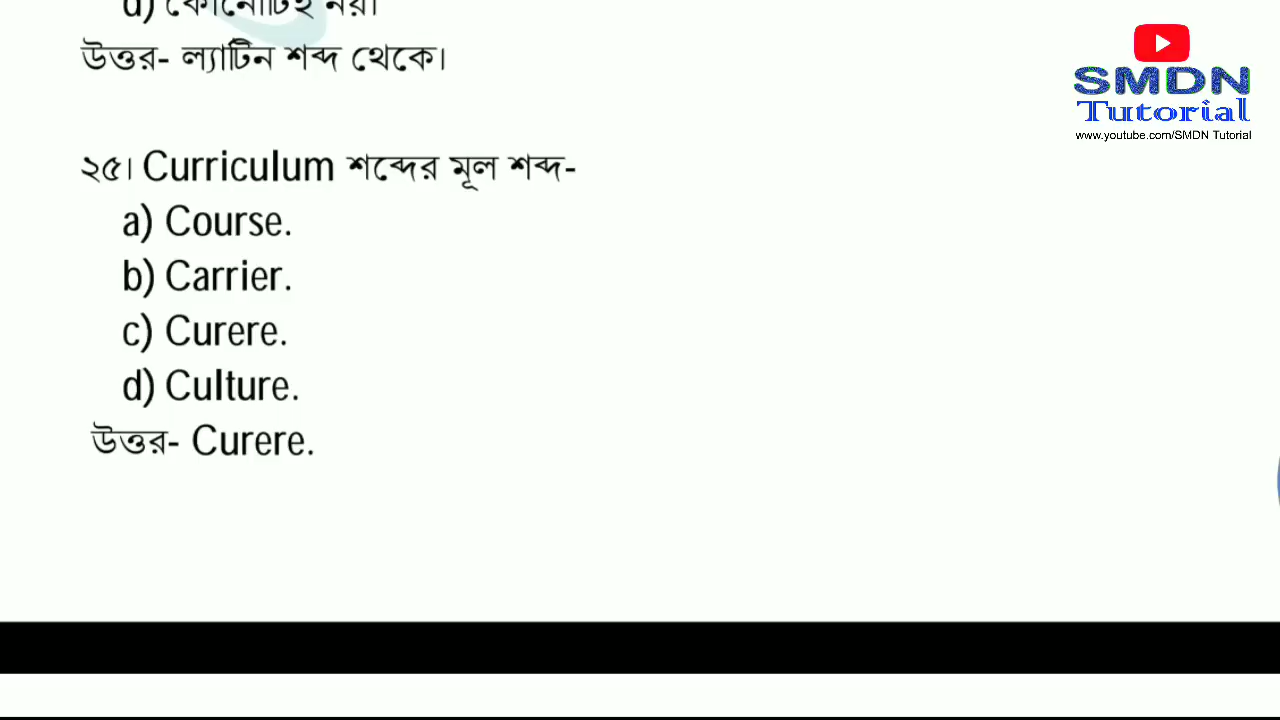 d) কোনোটিই নয়।
উত্তর- ল্যাটিন শব্দ থেকে।
SMDN
Tutorial
www.youtube.com/SMDN Tutorial
২৫। Curriculum শব্দের মূল শব্দ-
a) Course.
b) Carrier.
c) Curere.
d) Culture.
উত্তর- Curere.